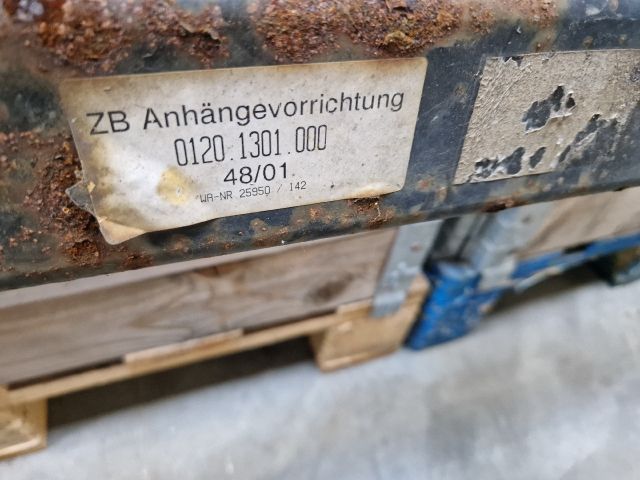 ZB Anhängevorrichtung
0120.1301.000
48/01
WA-NR 25950 / 142